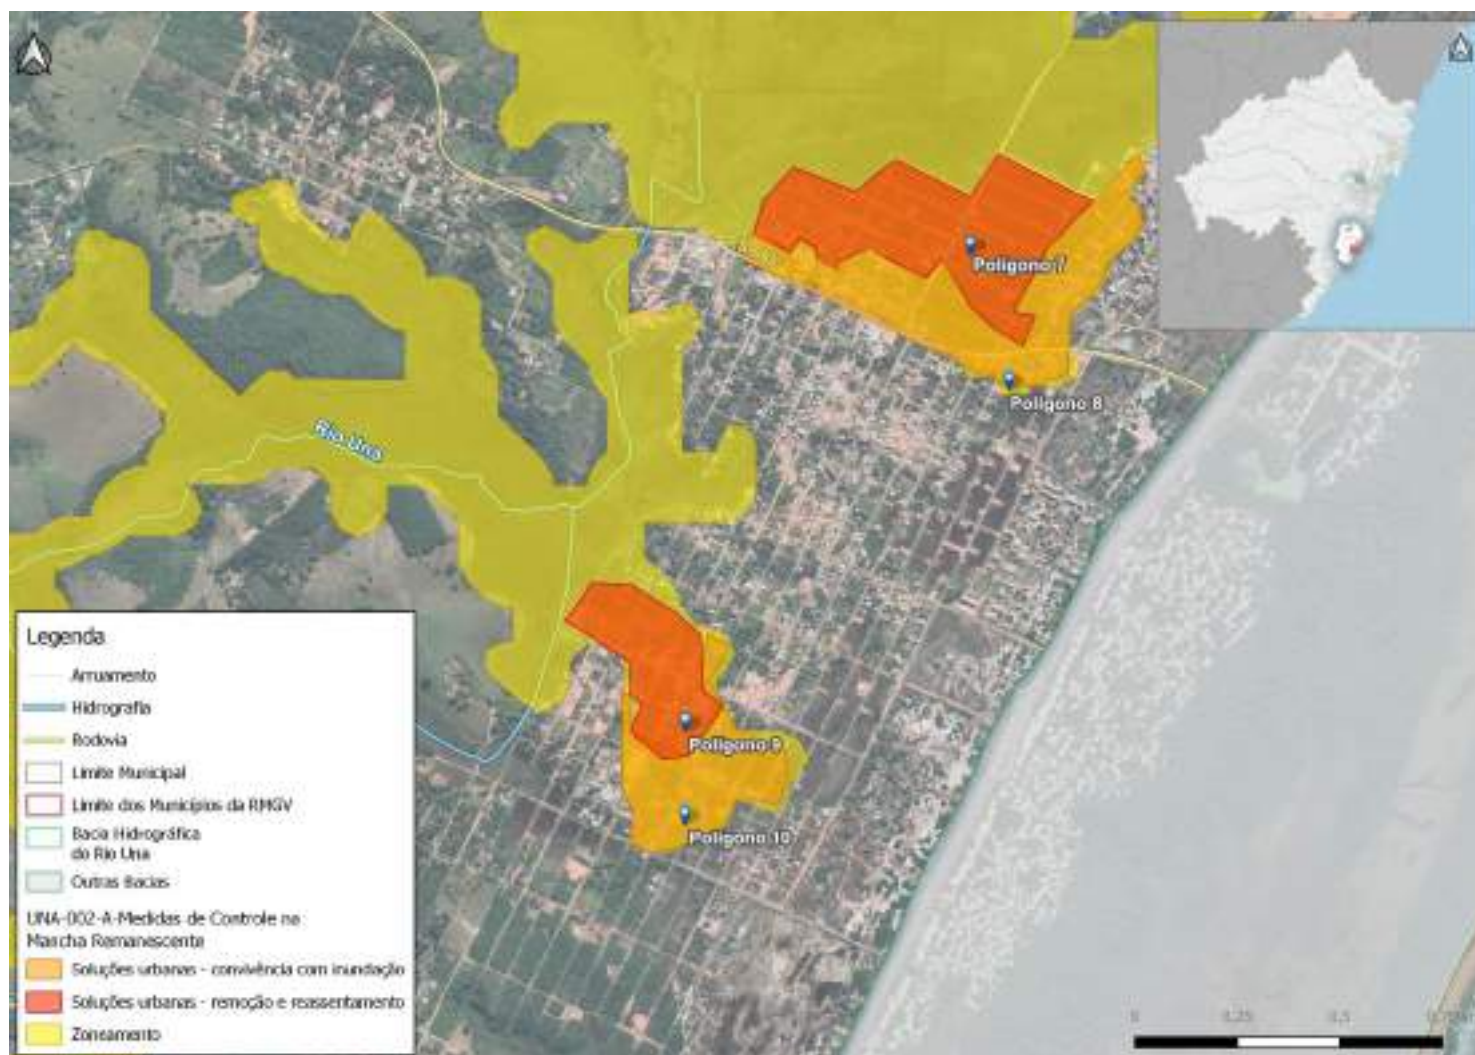 Polígono 7
Polígono 8
Rio Una
Polígono 9
Polígono 10
Legenda
Arruamento
Hidrografia
Rodovia
Limite Municipal
Limite dos Municípios da RMGV
Bacia Hidrográfica
do Rio Una
Outras Bacias
UNA-002-A-Medidas de Controle na
Mancha Remanescente
Soluções urbanas - convivência com inundação
Soluções urbanas - remoção e reassentamento
Zoneamento
0 0,25 0,5